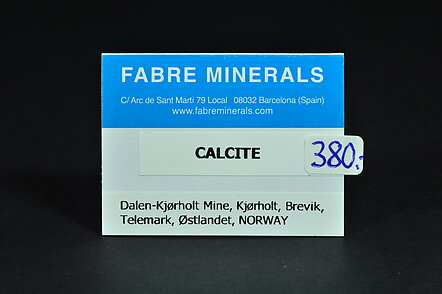 FABRE MINERALS
C/ Arc de Sant Martí 79 Local 08032 Barcelona (Spain)
www.fabreminerals.com
CALCITE
380.-
Dalen-Kjørholt Mine, Kjørholt, Brevik,
Telemark, Østlandet, NORWAY